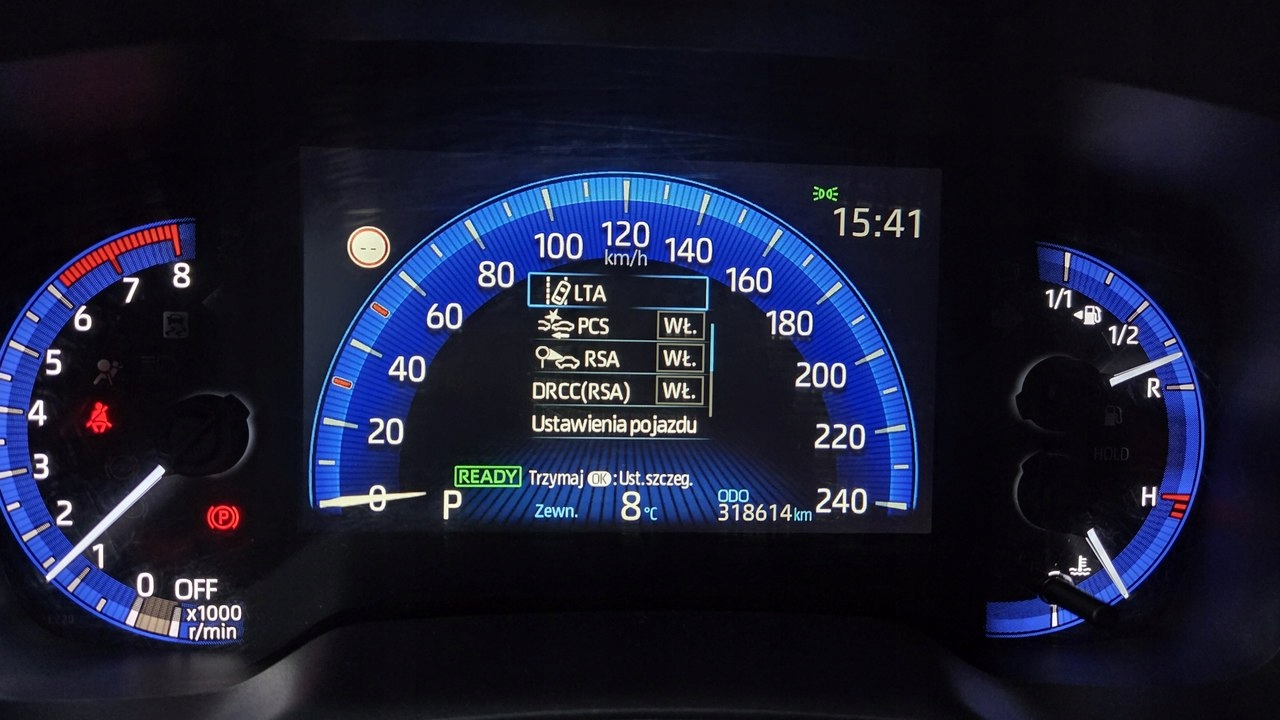 8
7
6
5
4
3
2
1
0
OFF
x1000
r/min
P
--
0
20
40
60
80
100
120
140
160
180
200
220
240
km/h
LTA
PCS WŁ.
RSA WŁ.
DRCC(RSA) WŁ.
Ustawienia pojazdu
READY Trzymaj OK : Ust.szczeg.
P Zewn. 8°C
ODO
318614 km
15:41
1/1
1/2
R
HOLD
H